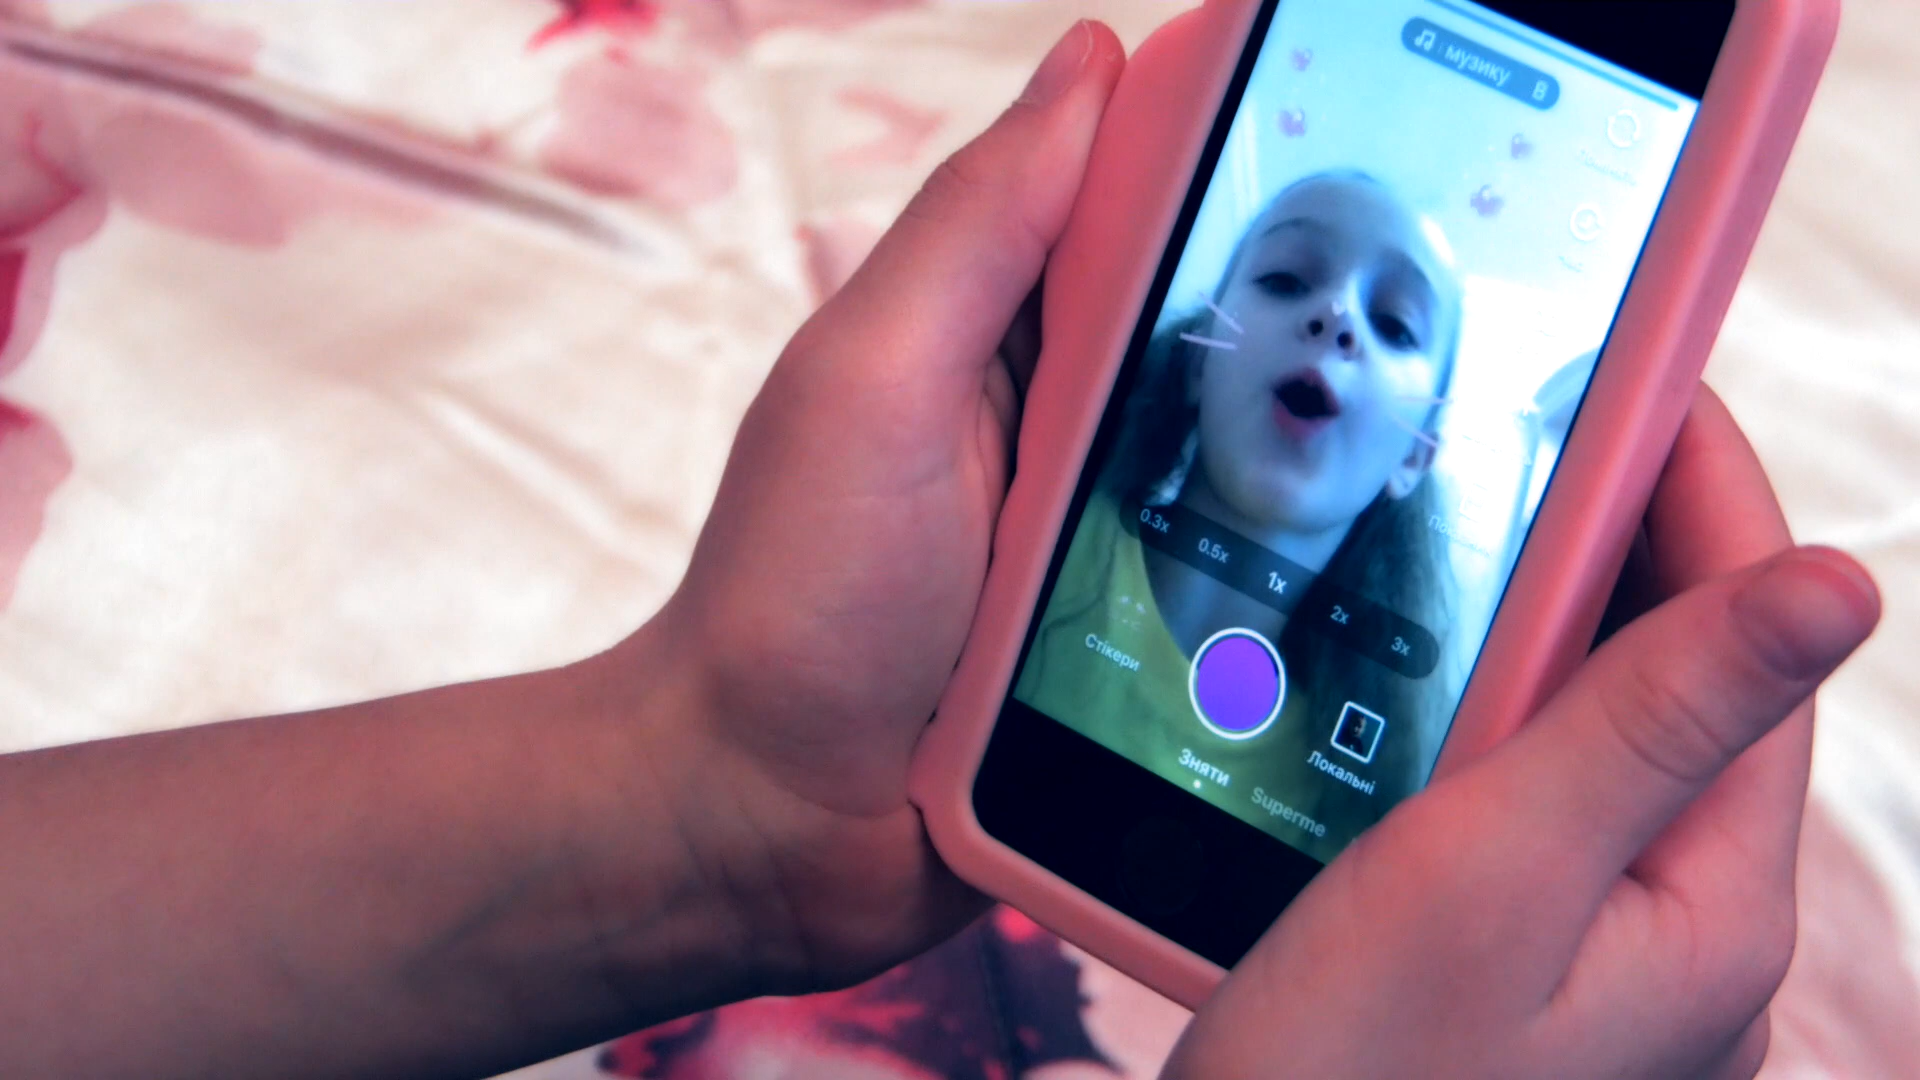 музику В
0.3x 0.5x 1x 2x 3x
Стікери
Зняти
Локальні
Superme